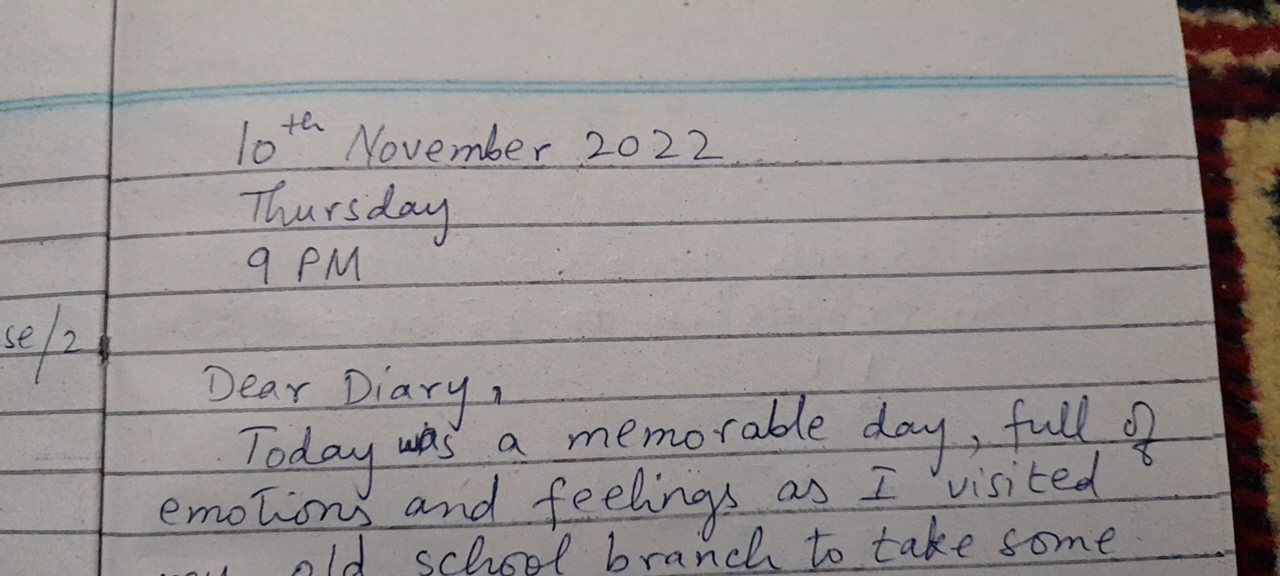 10th November 2022
Thursday
9 PM
se/2
Dear Diary,
Today was a memorable day, full of
emotions and feelings as I visited
my old school branch to take some